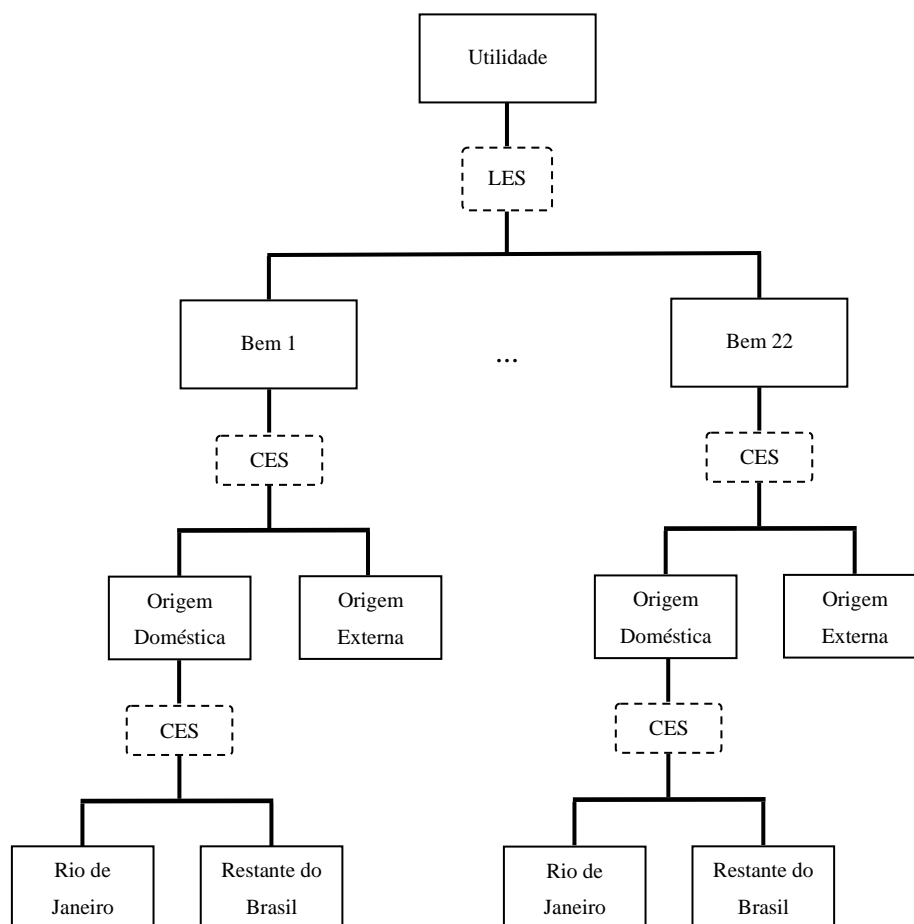 Utilidade
LES
Bem 1
...
Bem 22
CES
CES
Origem
Doméstica
Origem
Externa
Origem
Doméstica
Origem
Externa
CES
CES
Rio de
Janeiro
Restante do
Brasil
Rio de
Janeiro
Restante do
Brasil